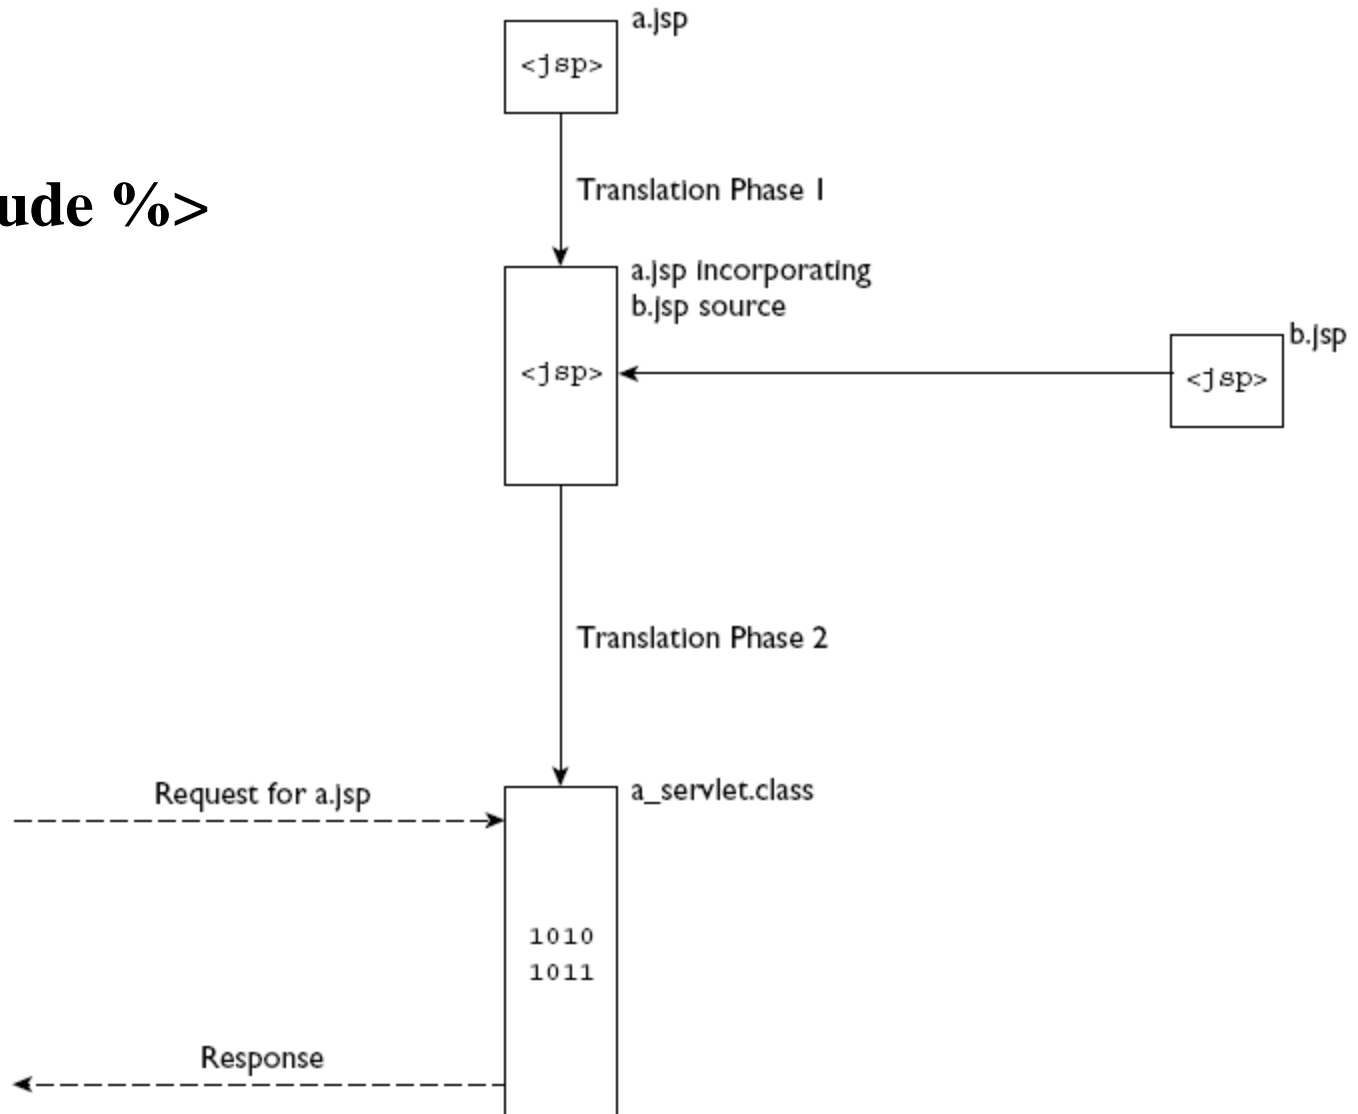 a.jsp
<jsp>
Translation Phase 1
ude %>
a.jsp incorporating
b.jsp source
<jsp>
b.jsp
<jsp>
Translation Phase 2
Request for a.jsp
a_servlet.class
1010
1011
Response